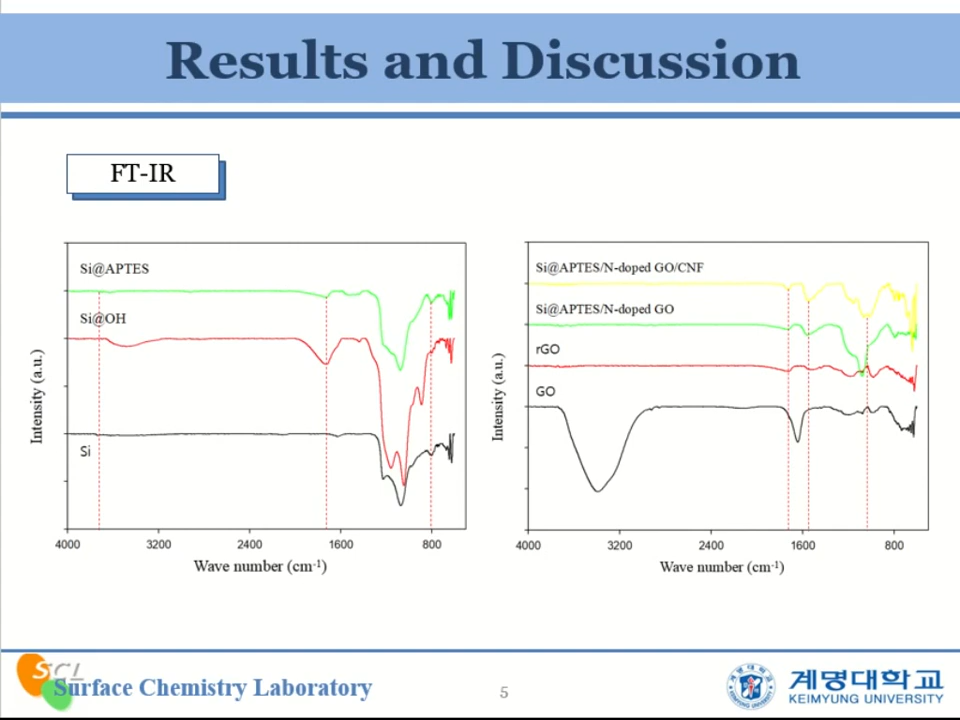 Results and Discussion
FT-IR
Si@APTES
Si@OH
Si
Intensity (a.u.)
4000 3200 2400 1600 800
Wave number (cm-1)
Si@APTES/N-doped GO/CNF
Si@APTES/N-doped GO
rGO
GO
Intensity (a.u.)
4000 3200 2400 1600 800
Wave number (cm-1)
SCL
Surface Chemistry Laboratory
5
계명대학교
KEIMYUNG UNIVERSITY